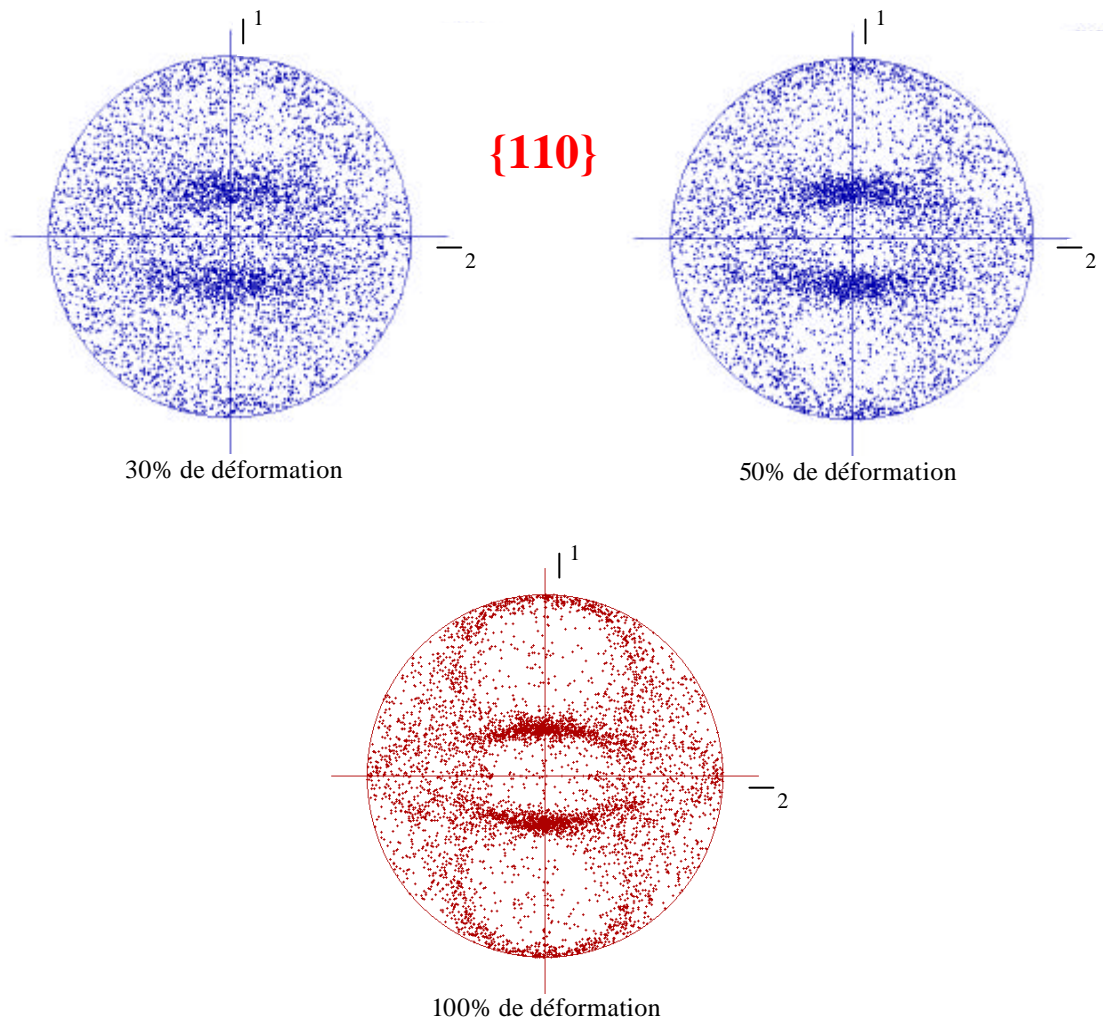 1
1
{110}
2
2
30% de déformation
50% de déformation
1
2
100% de déformation